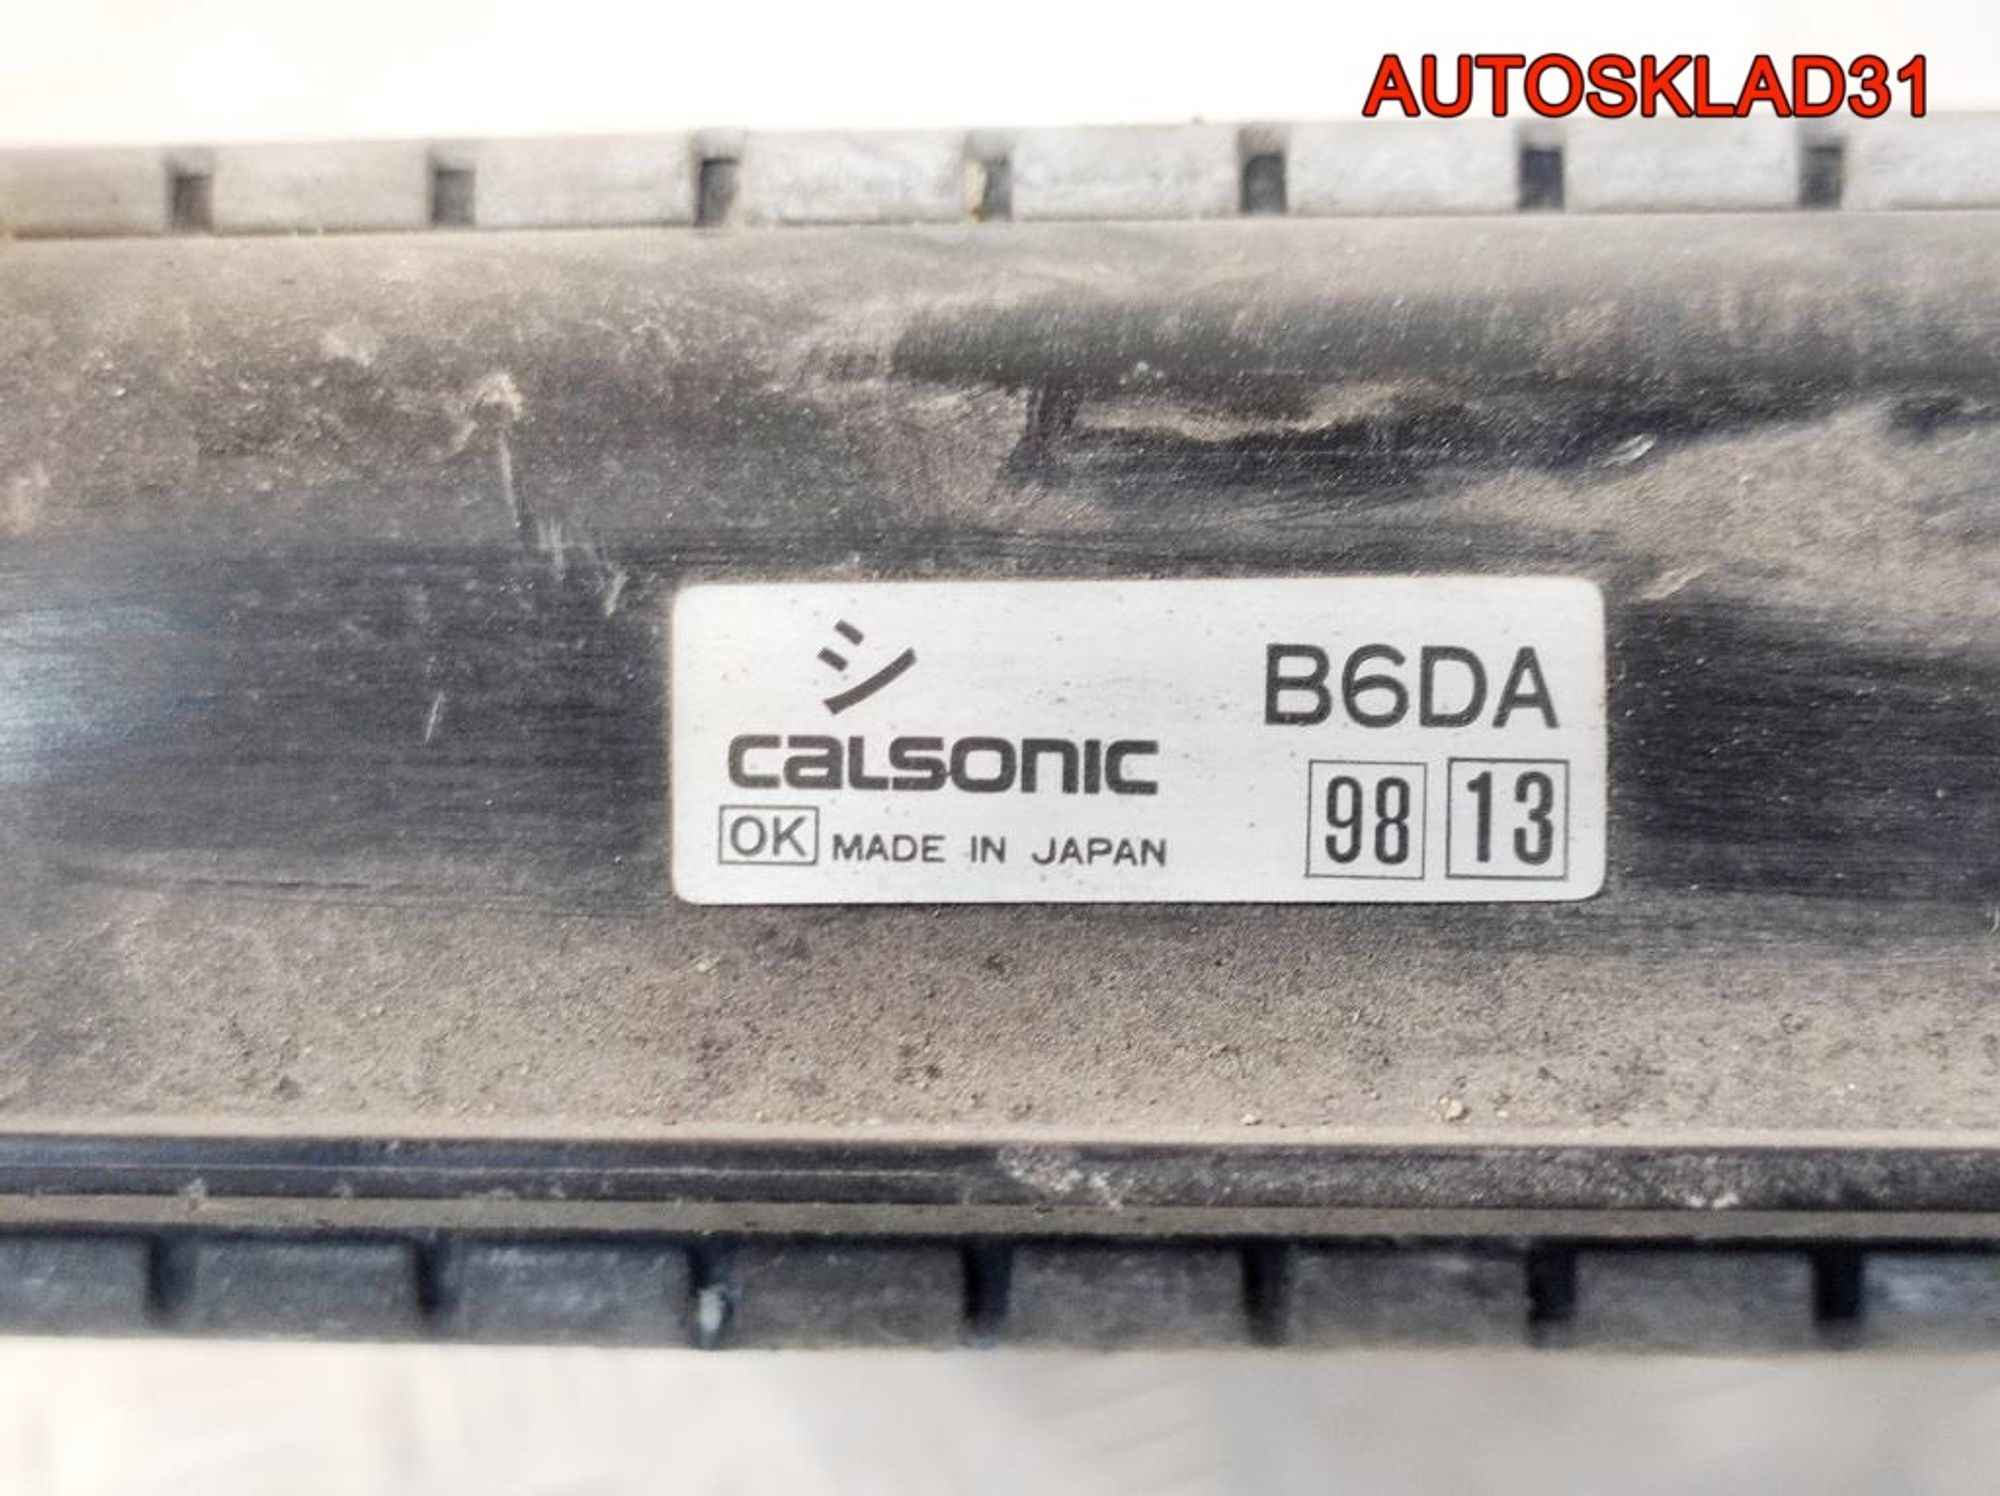 AUTOSKLAD31
シ
CALSONIC
B6DA
OK MADE IN JAPAN
98 13